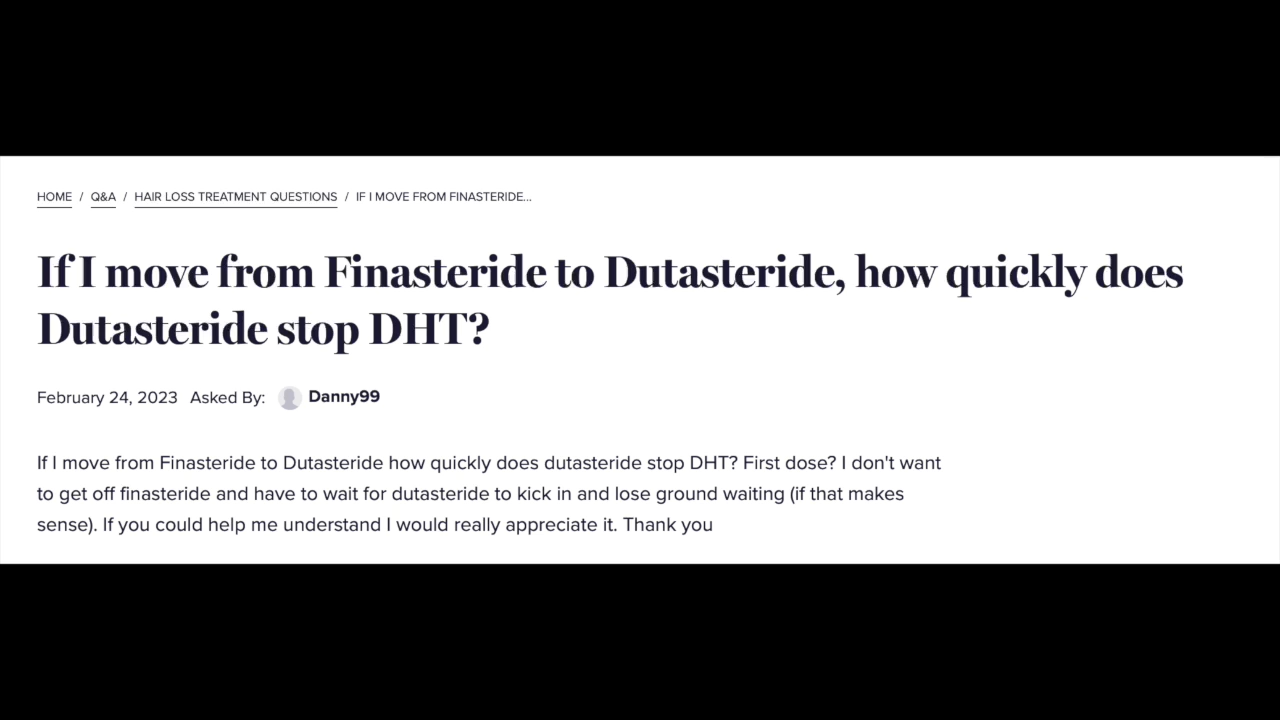 HOME / Q&A / HAIR LOSS TREATMENT QUESTIONS / IF I MOVE FROM FINASTERIDE...
If I move from Finasteride to Dutasteride, how quickly does
Dutasteride stop DHT?
February 24, 2023 Asked By: Danny99
If I move from Finasteride to Dutasteride how quickly does dutasteride stop DHT? First dose? I don't want
to get off finasteride and have to wait for dutasteride to kick in and lose ground waiting (if that makes
sense). If you could help me understand I would really appreciate it. Thank you